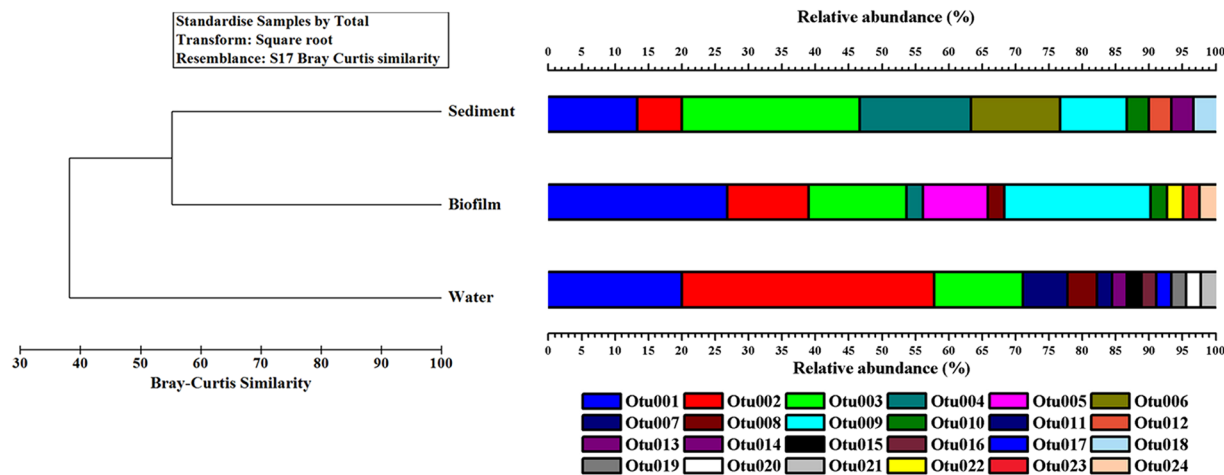 Standardise Samples by Total
Transform: Square root
Resemblance: S17 Bray Curtis similarity
Sediment
Biofilm
Water
30 40 50 60 70 80 90 100
Bray-Curtis Similarity
Relative abundance (%)
0 5 10 15 20 25 30 35 40 45 50 55 60 65 70 75 80 85 90 95 100
0 5 10 15 20 25 30 35 40 45 50 55 60 65 70 75 80 85 90 95 100
Relative abundance (%)
Otu001 Otu002 Otu003 Otu004 Otu005 Otu006
Otu007 Otu008 Otu009 Otu010 Otu011 Otu012
Otu013 Otu014 Otu015 Otu016 Otu017 Otu018
Otu019 Otu020 Otu021 Otu022 Otu023 Otu024